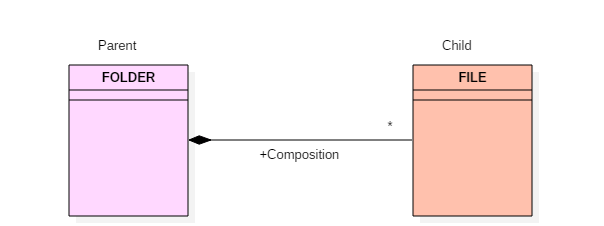 Parent
Child
FOLDER
FILE
*
+Composition